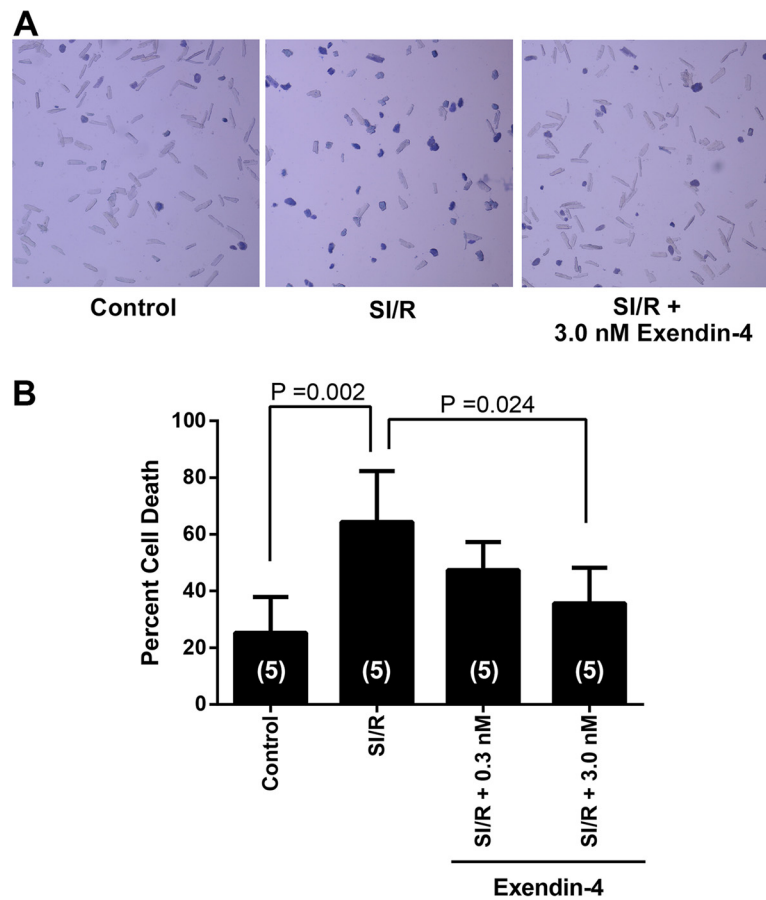 A
Control
SI/R
SI/R +
3.0 nM Exendin-4
B
P =0.002
P =0.024
Percent Cell Death
100
80
60
40
20
0
(5)
(5)
(5)
(5)
Control
SI/R
SI/R + 0.3 nM
SI/R + 3.0 nM
Exendin-4